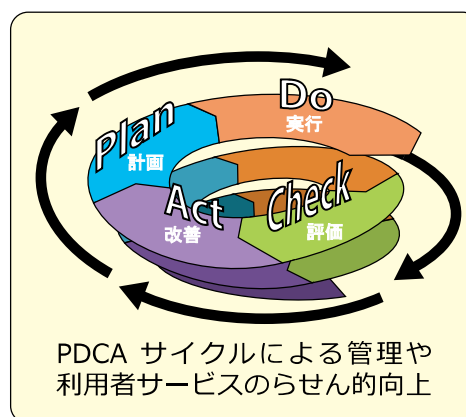 Plan
計画
Do
実行
Check
評価
Act
改善
PDCA サイクルによる管理や
利用者サービスのらせん的向上